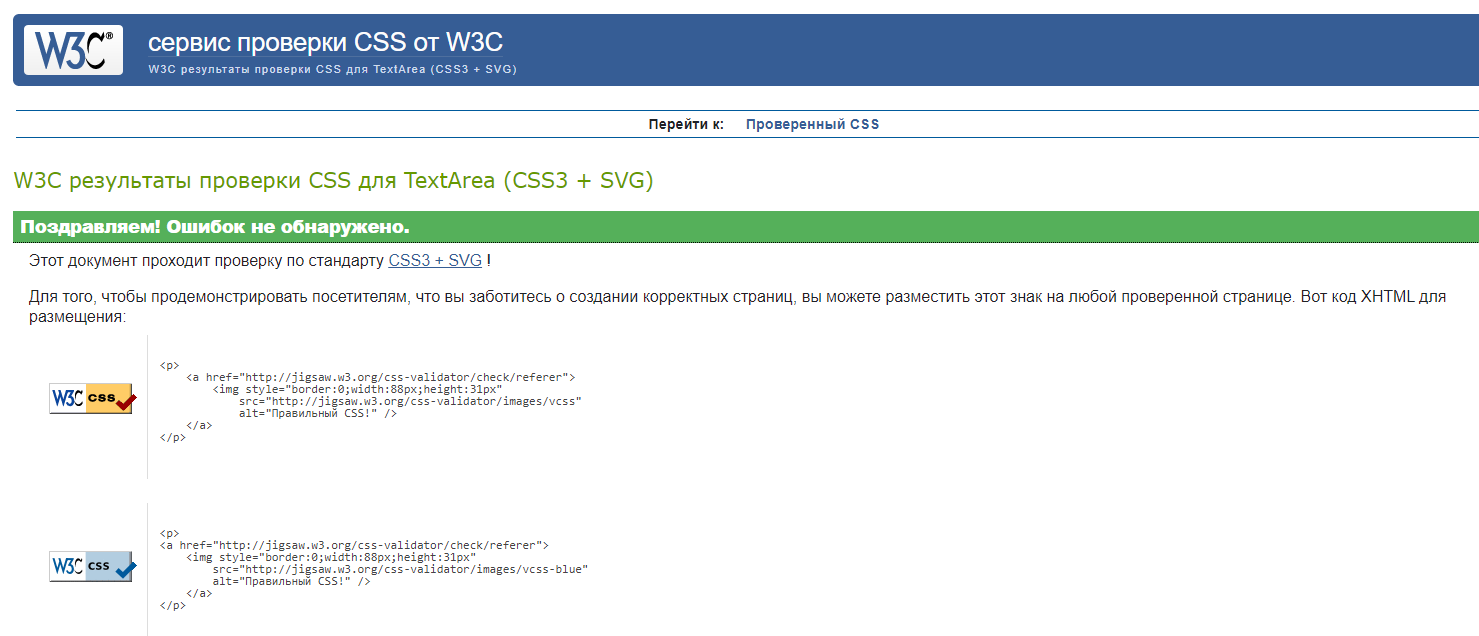 W3C®
сервис проверки CSS от W3C
W3C результаты проверки CSS для TextArea (CSS3 + SVG)
Перейти к: Проверенный CSS
W3C результаты проверки CSS для TextArea (CSS3 + SVG)
Поздравляем! Ошибок не обнаружено.
Этот документ проходит проверку по стандарту CSS3 + SVG !
Для того, чтобы продемонстрировать посетителям, что вы заботитесь о создании корректных страниц, вы можете разместить этот знак на любой проверенной странице. Вот код XHTML для
размещения:
W3C css
<p>
<a href="http://jigsaw.w3.org/css-validator/check/referer">
<img style="border:0;width:88px;height:31px"
src="http://jigsaw.w3.org/css-validator/images/vcss"
alt="Правильный CSS!" />
</a>
</p>
W3C css
<p>
<a href="http://jigsaw.w3.org/css-validator/check/referer">
<img style="border:0;width:88px;height:31px"
src="http://jigsaw.w3.org/css-validator/images/vcss-blue"
alt="Правильный CSS!" />
</a>
</p>